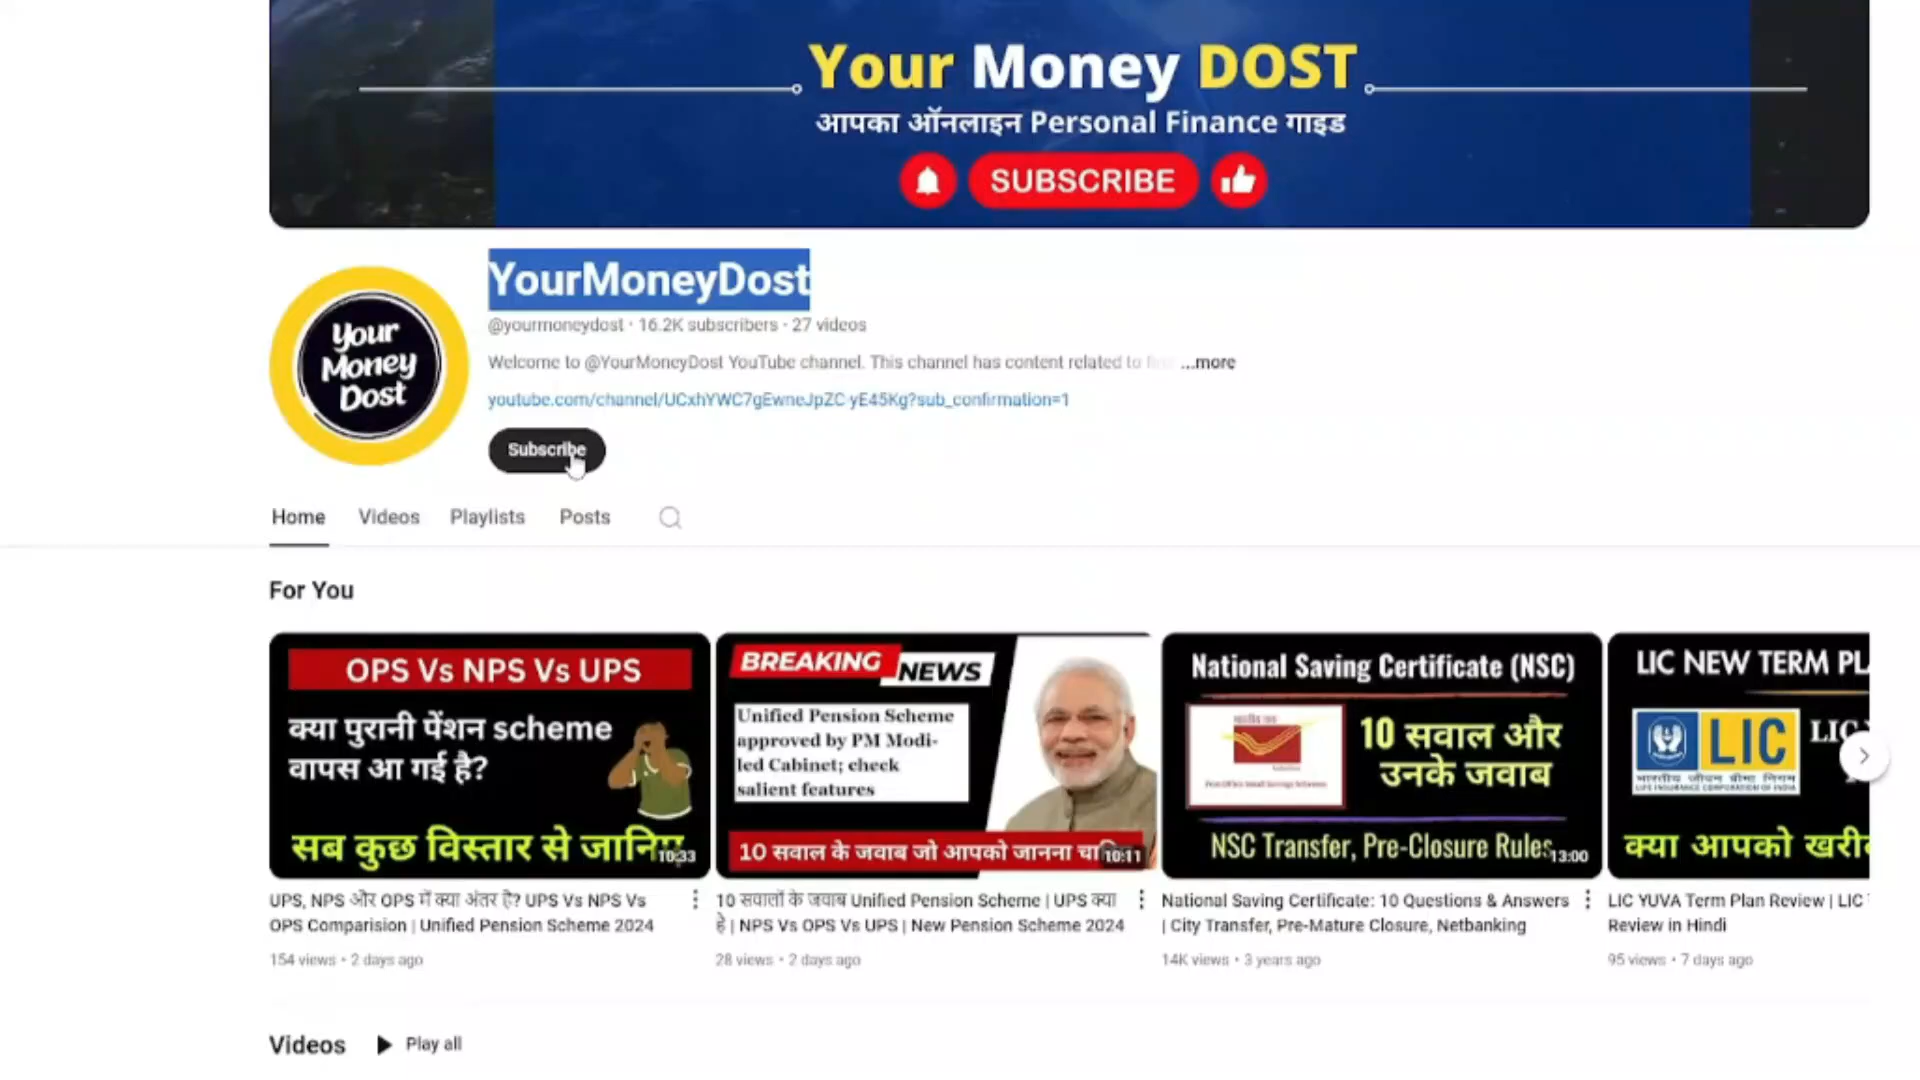 Your Money DOST
आपका ऑनलाइन Personal Finance गाइड
SUBSCRIBE
Your
Money
Dost
YourMoneyDost
@yourmoneydost · 16.2K subscribers · 27 videos
Welcome to @YourMoneyDost YouTube channel. This channel has content related to ...more
youtube.com/channel/UCxhYWC7gEwneJpZC-yE45Kg?sub_confirmation=1
Subscribe
Home Videos Playlists Posts
For You
OPS Vs NPS Vs UPS
क्या पुरानी पेंशन scheme
वापस आ गई है?
सब कुछ विस्तार से
10:33
UPS, NPS और OPS में क्या अंतर है? UPS Vs NPS Vs
OPS Comparision | Unified Pension Scheme 2024
154 views · 2 days ago
BREAKING NEWS
Unified Pension Scheme
approved by PM Modi-
led Cabinet; check
salient features
10 सवाल के जवाब जो आपको जानना
10:11
10 सवालों के जवाब Unified Pension Scheme | UPS क्या
है | NPS Vs OPS Vs UPS | New Pension Scheme 2024
28 views · 2 days ago
National Saving Certificate (NSC)
10 सवाल और
उनके जवाब
NSC Transfer, Pre-Closure Rules
13:00
National Saving Certificate: 10 Questions & Answers
| City Transfer, Pre-Mature Closure, Netbanking
14K views · 3 years ago
LIC NEW TERM PL
LIC
भारतीय जीवन बीमा निगम
LIFE INSURANCE CORPORATION OF INDIA
LIC
क्या आपको खरी
LIC YUVA Term Plan Review | LIC
Review in Hindi
95 views · 7 days ago
Videos Play all